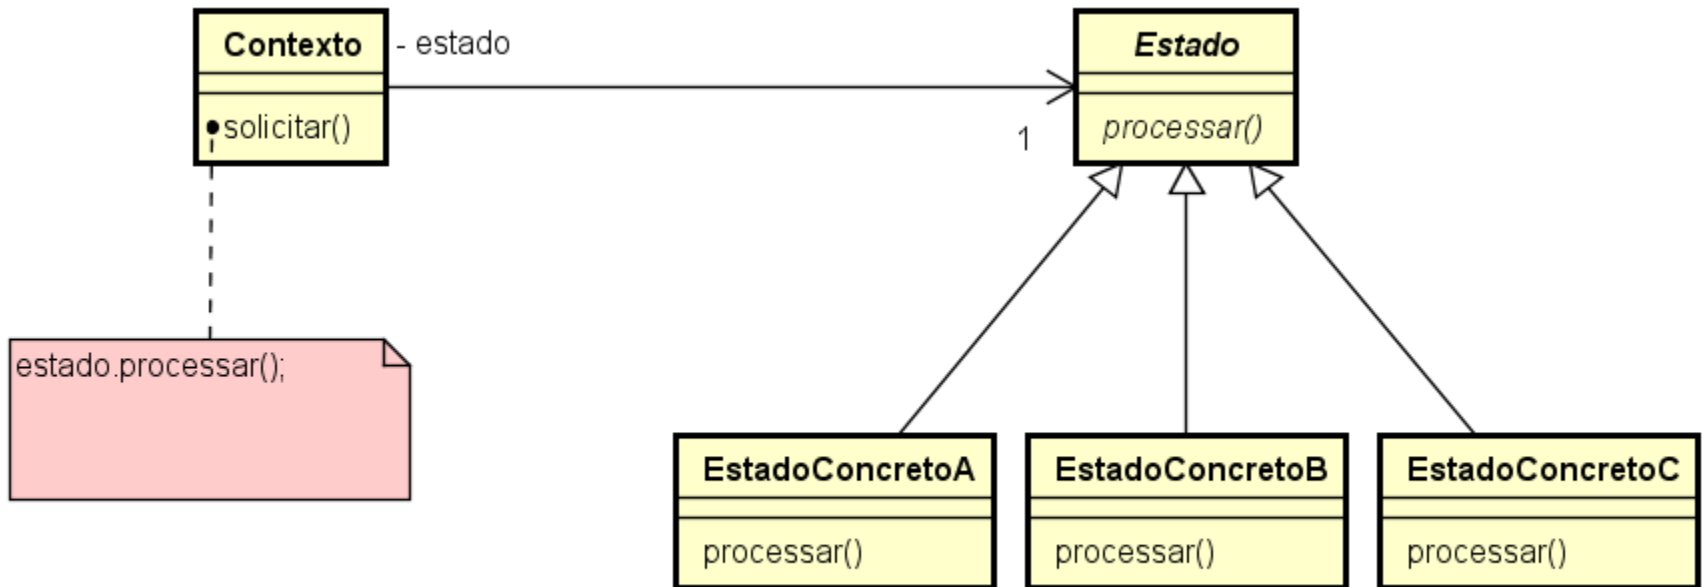 Contexto
- estado
solicitar()
Estado
processar()
1
estado.processar();
EstadoConcretoA
processar()
EstadoConcretoB
processar()
EstadoConcretoC
processar()